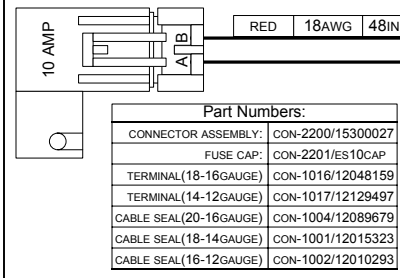 10 AMP
B
A
RED 18AWG 48IN
Part Numbers:
CONNECTOR ASSEMBLY: CON-2200/15300027
FUSE CAP: CON-2201/ES10CAP
TERMINAL(18-16GAUGE) CON-1016/12048159
TERMINAL(14-12GAUGE) CON-1017/12129497
CABLE SEAL(20-16GAUGE) CON-1004/12089679
CABLE SEAL(18-14GAUGE) CON-1001/12015323
CABLE SEAL(16-12GAUGE) CON-1002/12010293